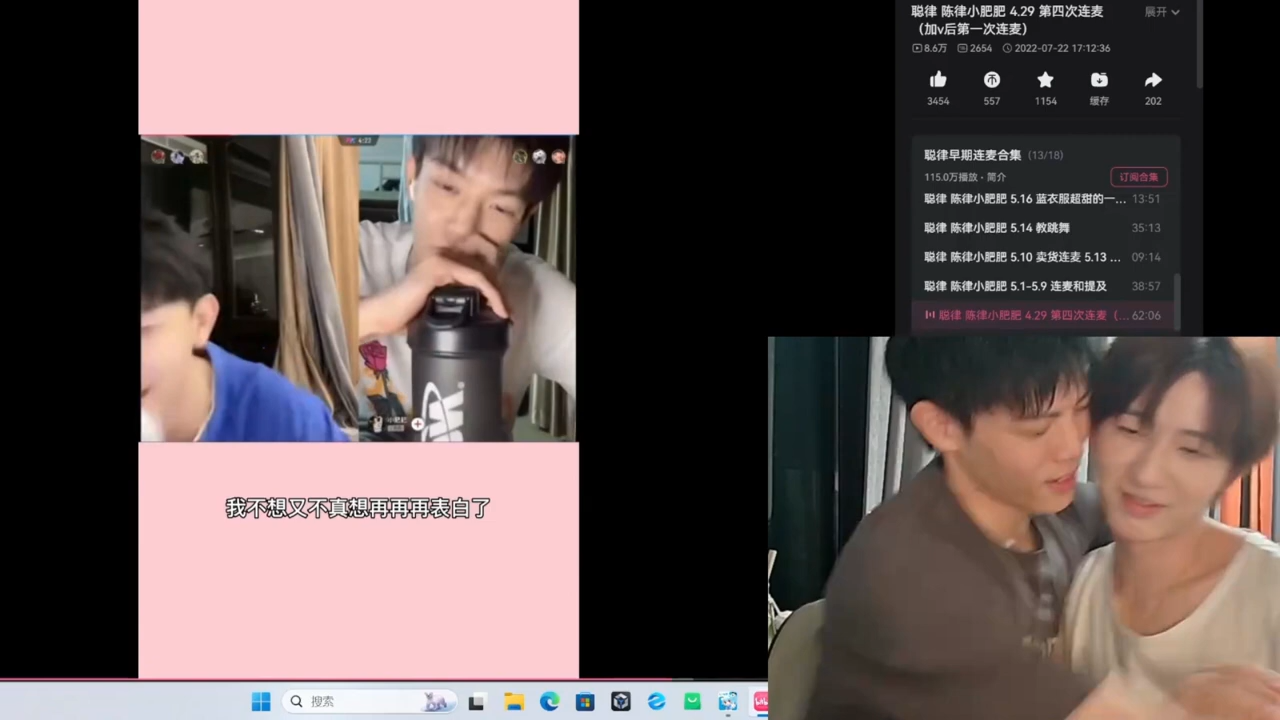 4:22
小肥肥
我不想又不真想再再再表白了
聪律 陈律小肥肥 4.29 第四次连麦
（加v后第一次连麦）
展开
8.6万 2654 2022-07-22 17:12:36
3454 557 1154 缓存 202
聪律早期连麦合集 (13/18)
115.0万播放 · 简介
订阅合集
聪律 陈律小肥肥 5.16 蓝衣服超甜的一... 13:51
聪律 陈律小肥肥 5.14 教跳舞 35:13
聪律 陈律小肥肥 5.10 卖货连麦 5.13 ... 09:14
聪律 陈律小肥肥 5.1-5.9 连麦和提及 38:57
聪律 陈律小肥肥 4.29 第四次连麦（... 62:06
搜索